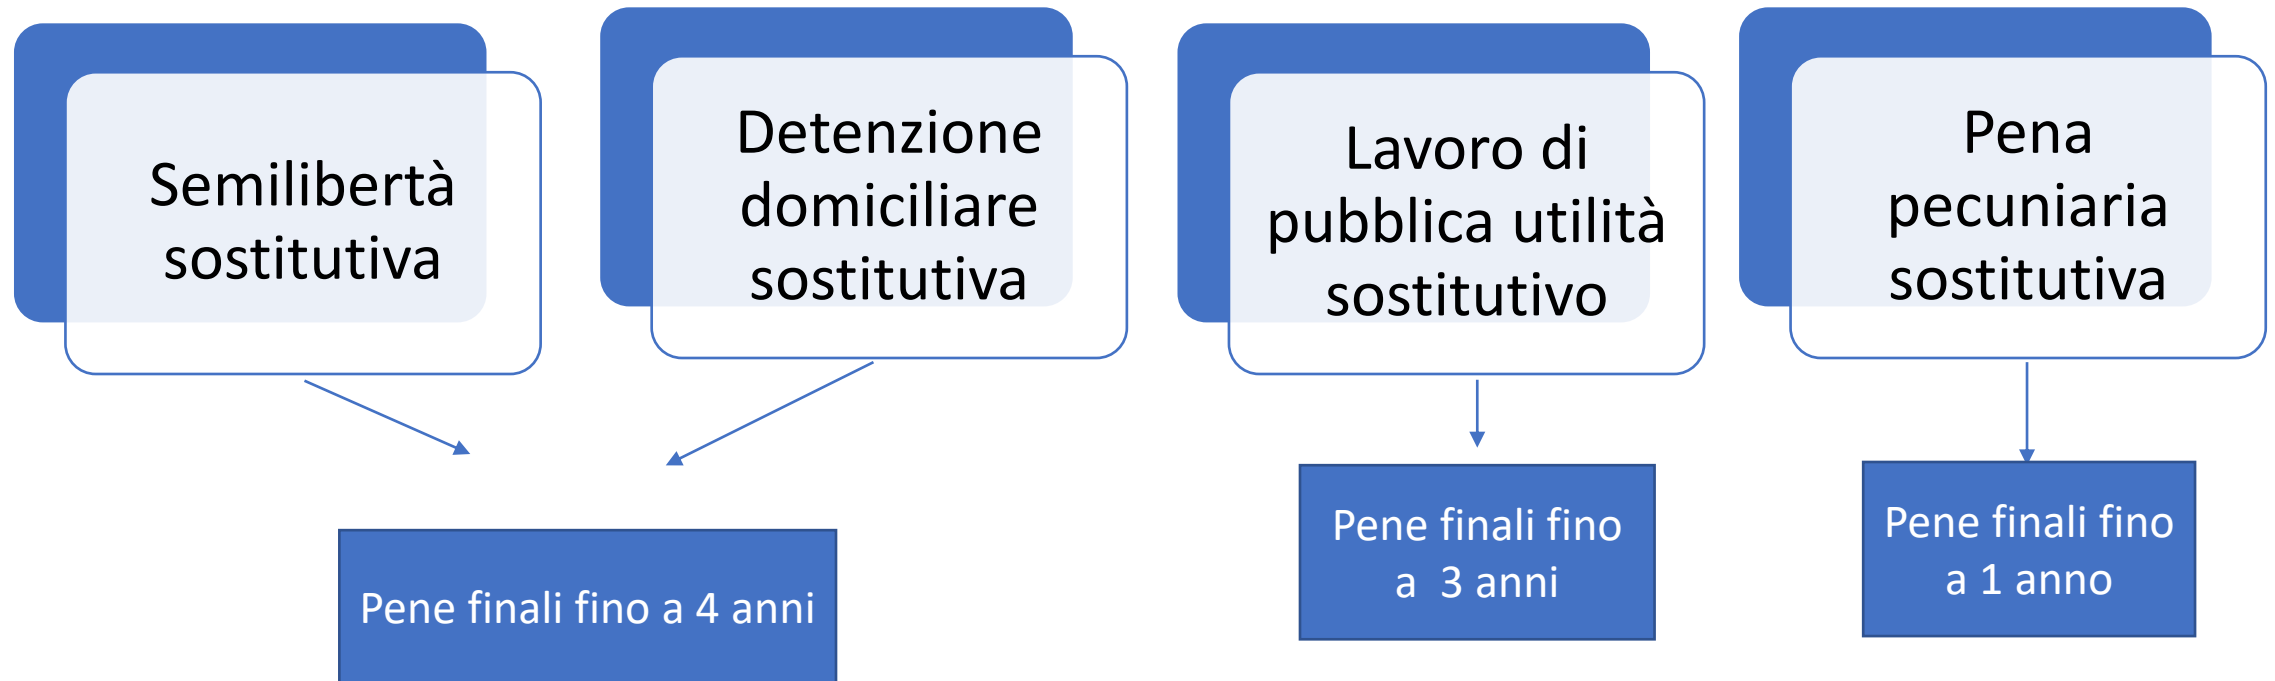 Semilibertà
sostitutiva
Detenzione
domiciliare
sostitutiva
Lavoro di
pubblica utilità
sostitutivo
Pena
pecuniaria
sostitutiva
Pene finali fino a 4 anni
Pene finali fino
a 3 anni
Pene finali fino
a 1 anno